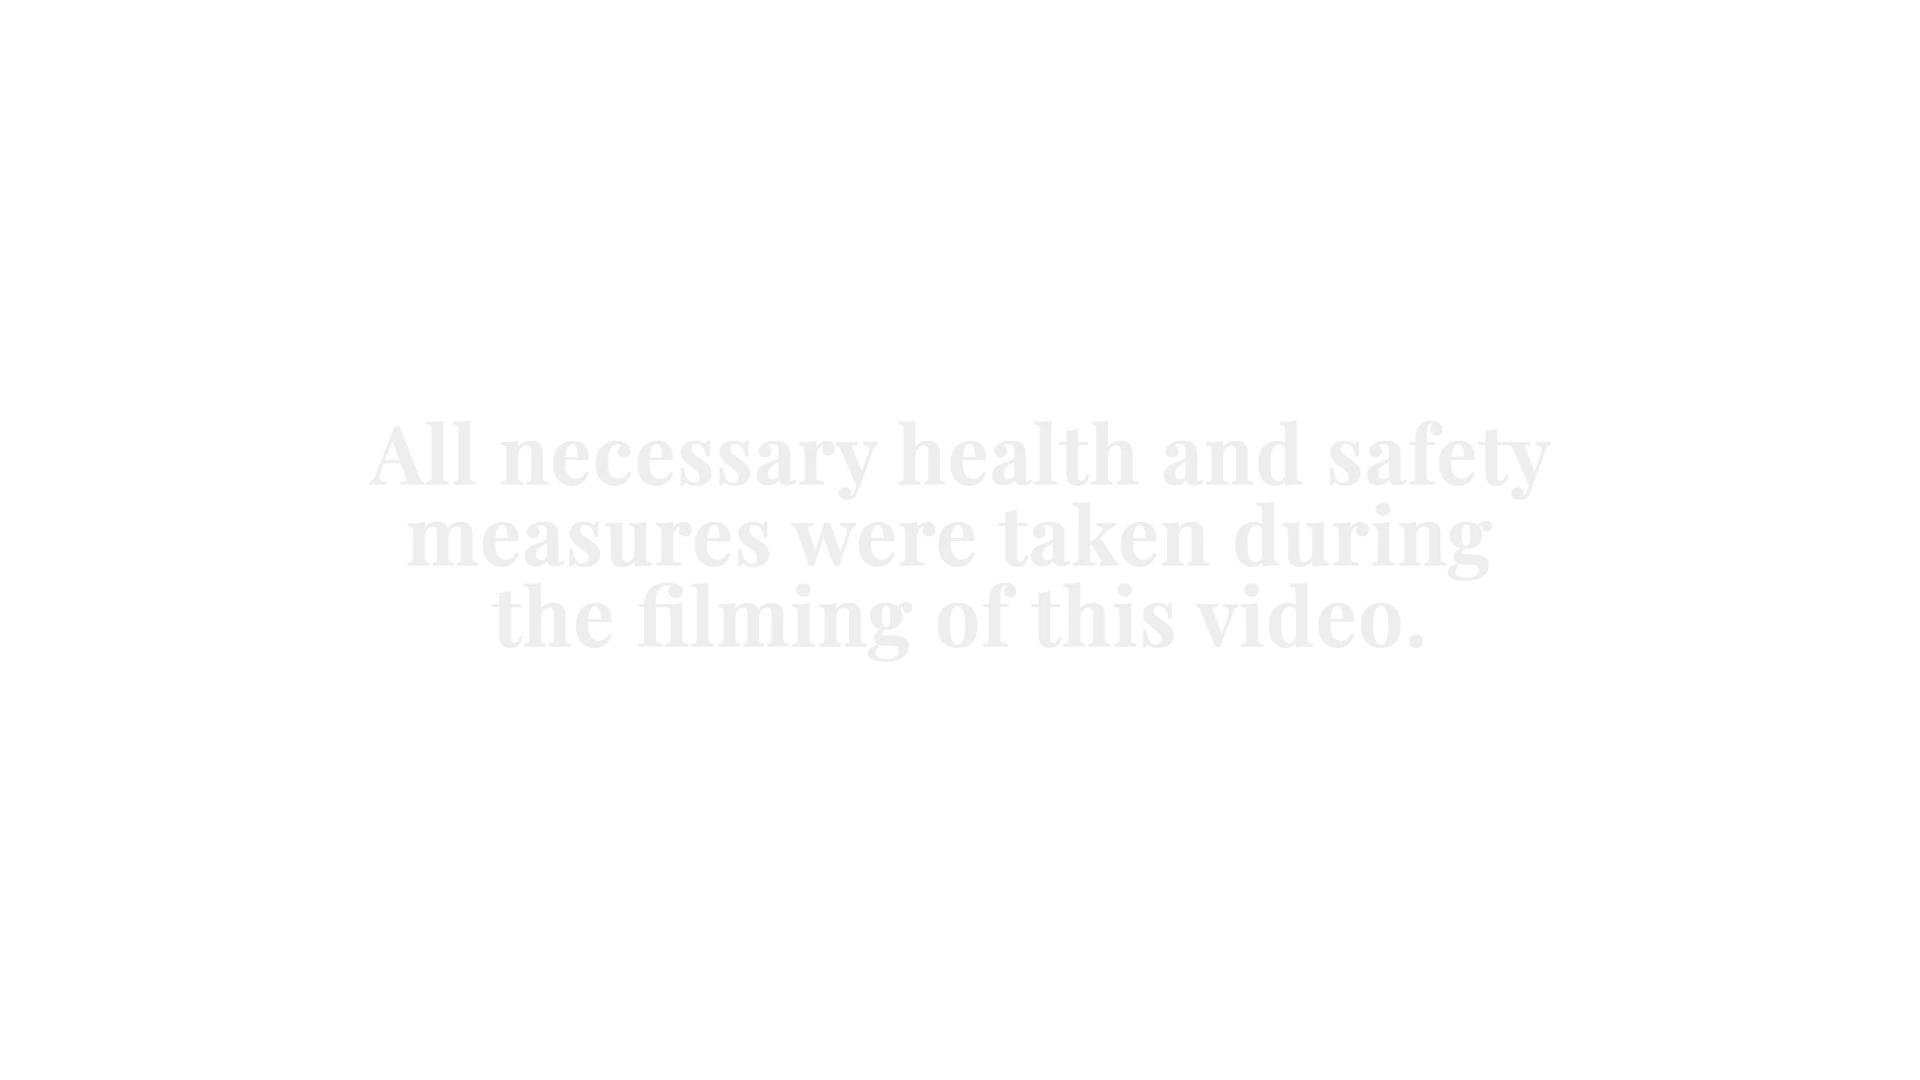 All necessary health and safety
measures were taken during
the filming of this video.